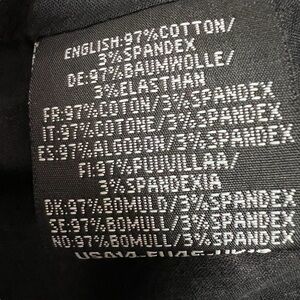 ENGLISH:97%COTTON/
3%SPANDEX
DE:97%BAUMWOLLE/
3%ELASTHAN
FR:97%COTON/3%SPANDEX
IT:97%COTONE/3%SPANDEX
ES:97%ALGODON/3%SPANDEX
FI:97%PUUVILLAA/
3%SPANDEXIA
DK:97%BOMULD/3%SPANDEX
SE:97%BOMULL/3%SPANDEX
NO:97%BOMULL/3%SPANDEX